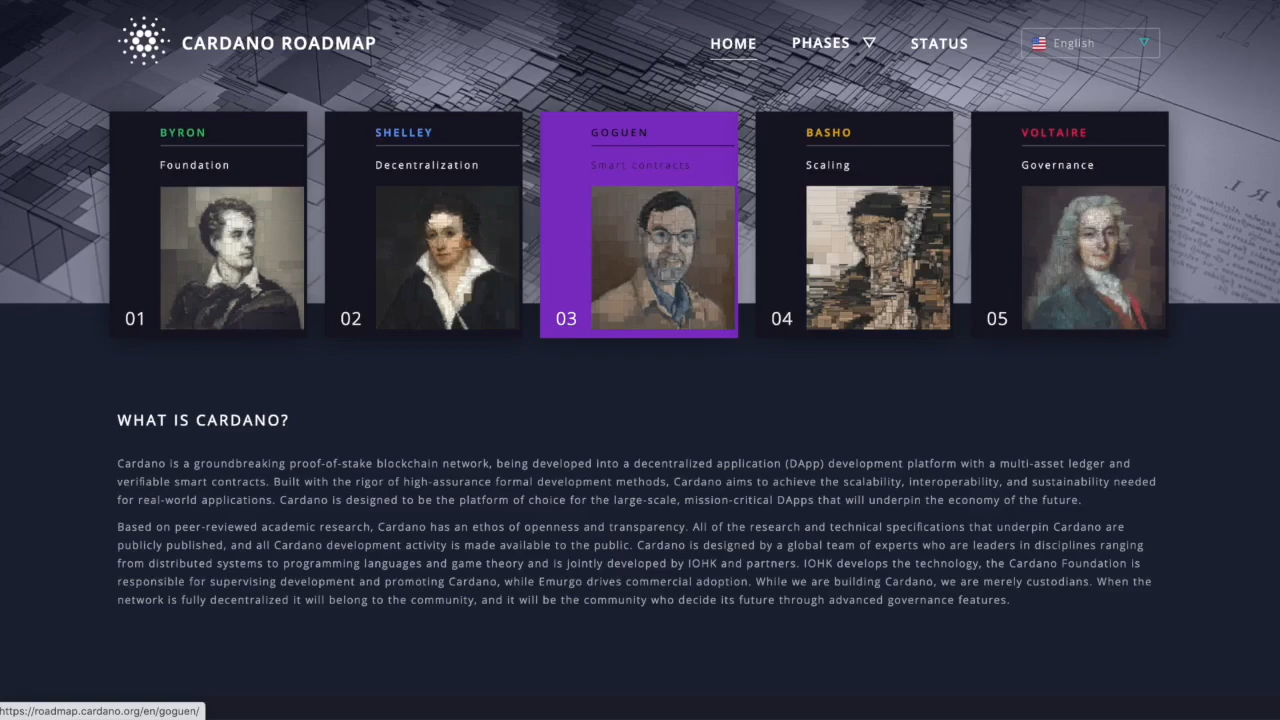 CARDANO ROADMAP
HOME
PHASES
STATUS
English
BYRON
Foundation
01
SHELLEY
Decentralization
02
GOGUEN
Smart contracts
03
BASHO
Scaling
04
VOLTAIRE
Governance
05
WHAT IS CARDANO?
Cardano is a groundbreaking proof-of-stake blockchain network, being developed into a decentralized application (DApp) development platform with a multi-asset ledger and
verifiable smart contracts. Built with the rigor of high-assurance formal development methods, Cardano aims to achieve the scalability, interoperability, and sustainability needed
for real-world applications. Cardano is designed to be the platform of choice for the large-scale, mission-critical DApps that will underpin the economy of the future.
Based on peer-reviewed academic research, Cardano has an ethos of openness and transparency. All of the research and technical specifications that underpin Cardano are
publicly published, and all Cardano development activity is made available to the public. Cardano is designed by a global team of experts who are leaders in disciplines ranging
from distributed systems to programming languages and game theory and is jointly developed by IOHK and partners. IOHK develops the technology, the Cardano Foundation is
responsible for supervising development and promoting Cardano, while Emurgo drives commercial adoption. While we are building Cardano, we are merely custodians. When the
network is fully decentralized it will belong to the community, and it will be the community who decide its future through advanced governance features.
https://roadmap.cardano.org/en/goguen/